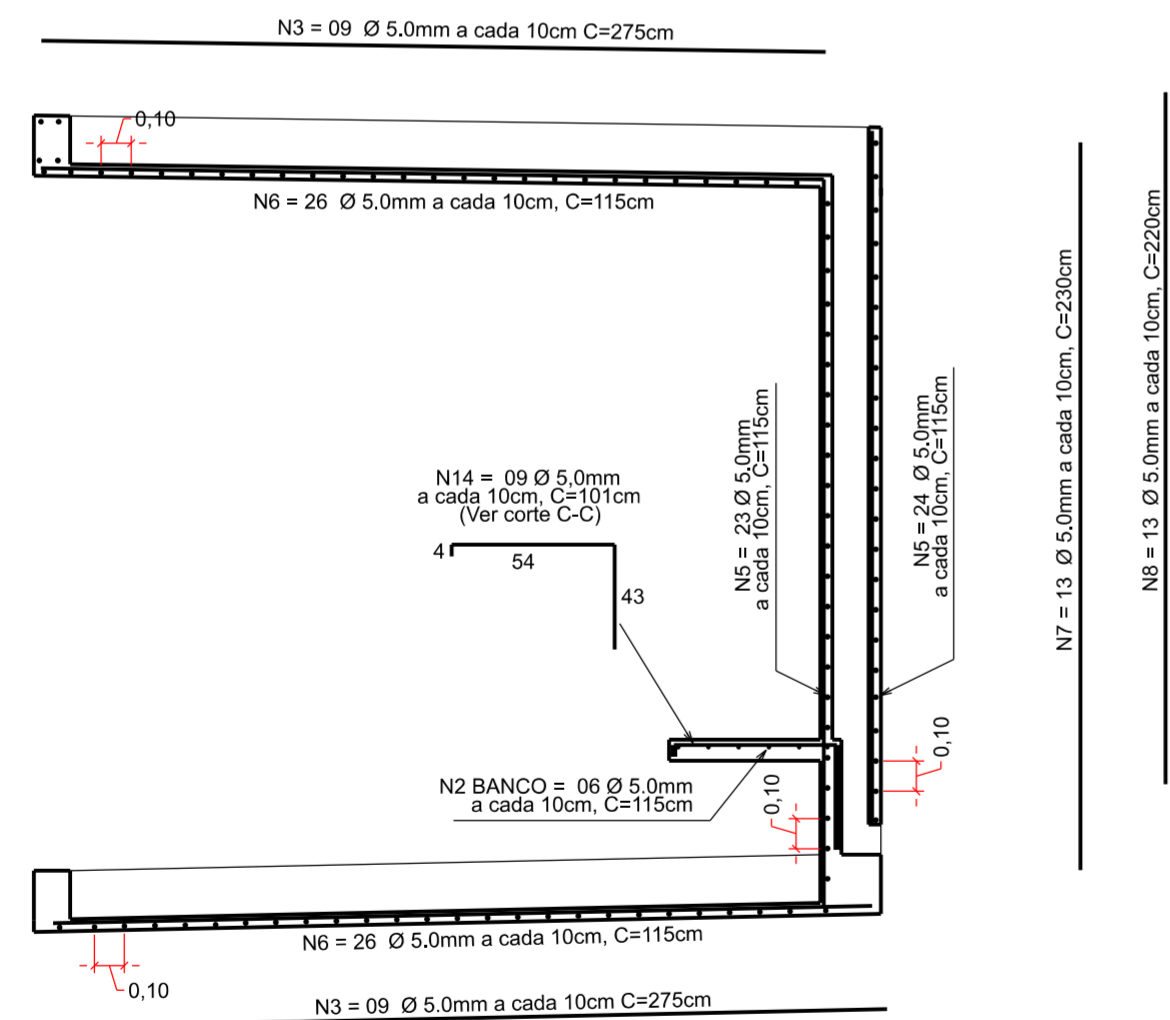 N3 = 09 Ø 5.0mm a cada 10cm C=275cm
0,10
N6 = 26 Ø 5.0mm a cada 10cm, C=115cm
N14 = 09 Ø 5,0mm
a cada 10cm, C=101cm
(Ver corte C-C)
4
54
43
N5 = 23 Ø 5.0mm
a cada 10cm, C=115cm
N5 = 24 Ø 5.0mm
a cada 10cm, C=115cm
N7 = 13 Ø 5.0mm a cada 10cm, C=230cm
N8 = 13 Ø 5.0mm a cada 10cm, C=220cm
N2 BANCO = 06 Ø 5.0mm
a cada 10cm, C=115cm
0,10
0,10
N6 = 26 Ø 5.0mm a cada 10cm, C=115cm
0,10
N3 = 09 Ø 5.0mm a cada 10cm C=275cm